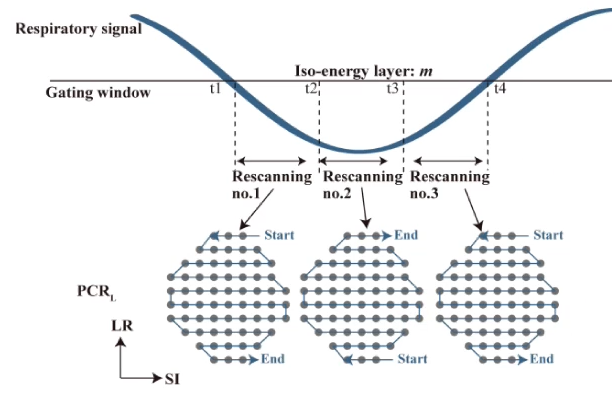 Respiratory signal
Iso-energy layer: m
Gating window
t1
t2
t3
t4
Rescanning no.1
Rescanning no.2
Rescanning no.3
Start
End
End
Start
Start
End
PCRL
LR
SI